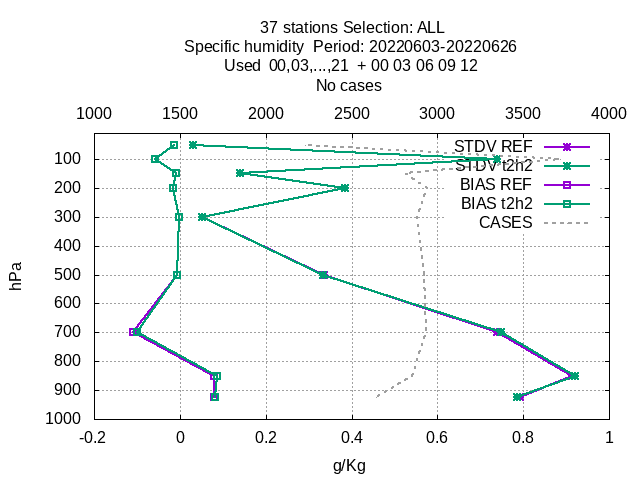 37 stations Selection: ALL
Specific humidity  Period: 20220603-20220626
Used  00,03,...,21  + 00 03 06 09 12
No cases
1000 1500 2000 2500 3000 3500 4000
STDV REF
STDV t2h2
BIAS REF
BIAS t2h2
CASES
hPa
100
200
300
400
500
600
700
800
900
1000
-0.2 0 0.2 0.4 0.6 0.8 1
g/Kg